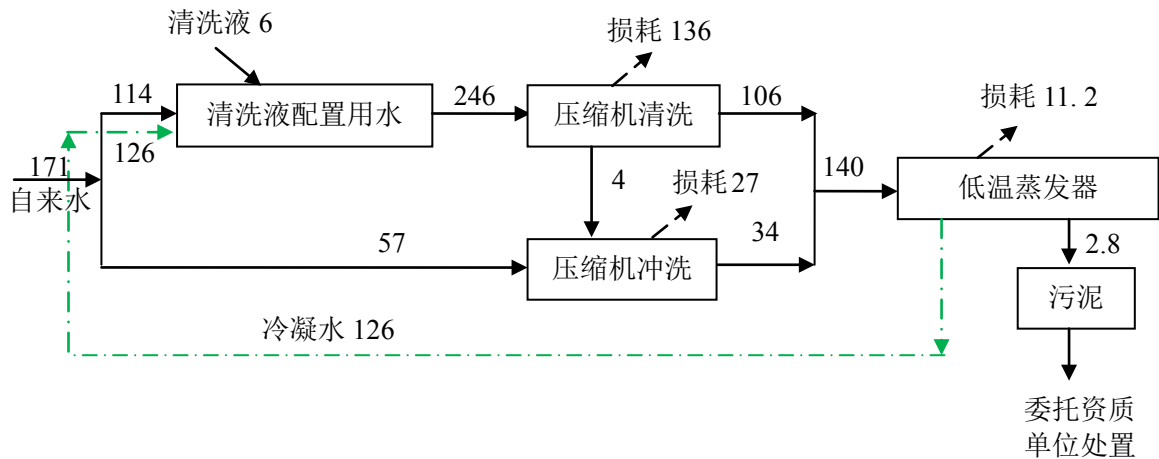 清洗液 6
损耗 136
114
清洗液配置用水
246
压缩机清洗
106
损耗 11.2
126
171
自来水
4
损耗 27
140
低温蒸发器
57
压缩机冲洗
34
2.8
污泥
冷凝水 126
委托资质
单位处置